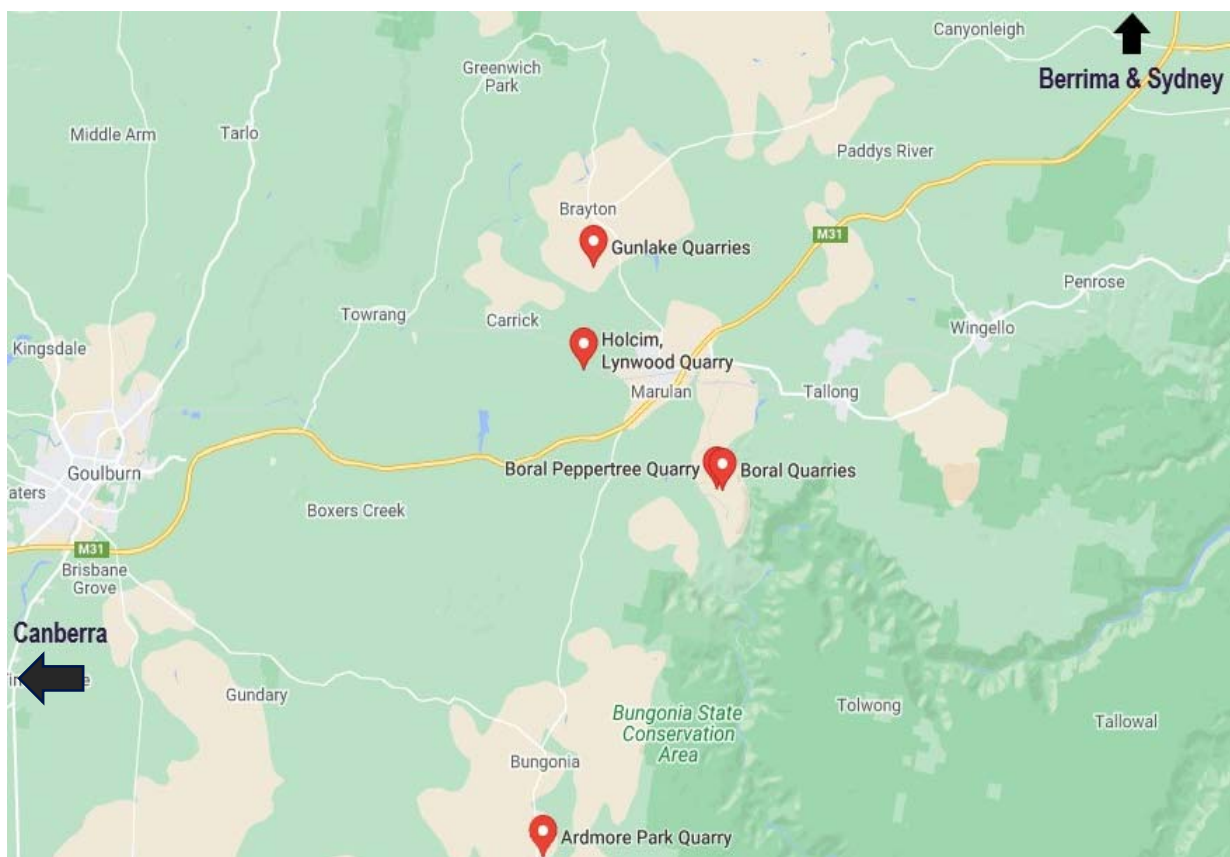 Canyonleigh
Greenwich
Park
Berrima & Sydney
Middle Arm
Tarlo
Paddys River
Brayton
M31
Gunlake Quarries
Penrose
Towrang
Carrick
Wingello
Kingsdale
Holcim,
Lynwood Quarry
Marulan
Tallong
Goulburn
Boral Peppertree Quarry
Boral Quarries
aters
Boxers Creek
M31
Brisbane
Grove
Canberra
Gundary
Tolwong
Bungonia State
Conservation
Area
Tallowal
Bungonia
Ardmore Park Quarry